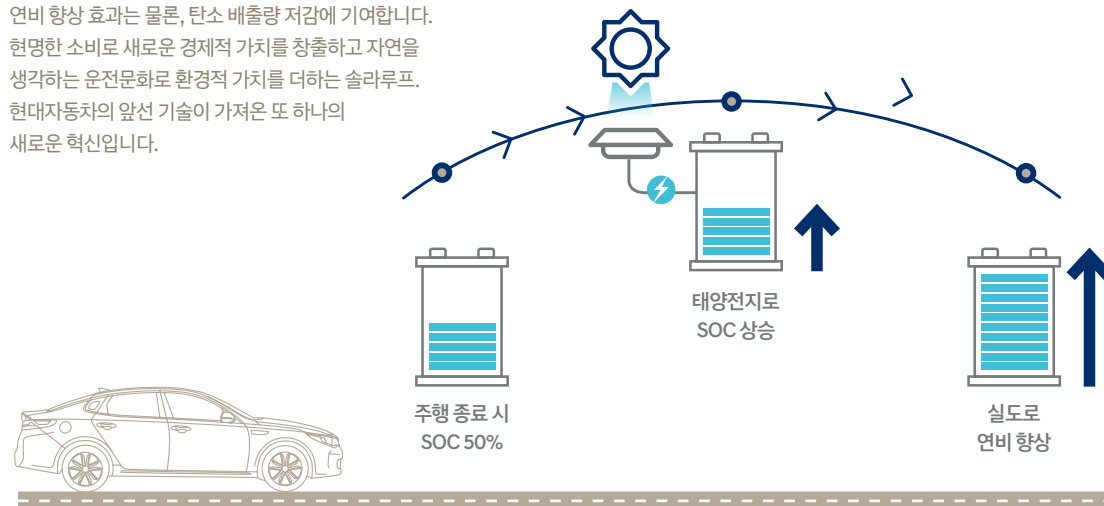 연비 향상 효과는 물론, 탄소 배출량 저감에 기여합니다.
현명한 소비로 새로운 경제적 가치를 창출하고 자연을
생각하는 운전문화로 환경적 가치를 더하는 솔라루프.
현대자동차의 앞선 기술이 가져온 또 하나의
새로운 혁신입니다.
태양전지로
SOC 상승
주행 종료 시
SOC 50%
실도로
연비 향상